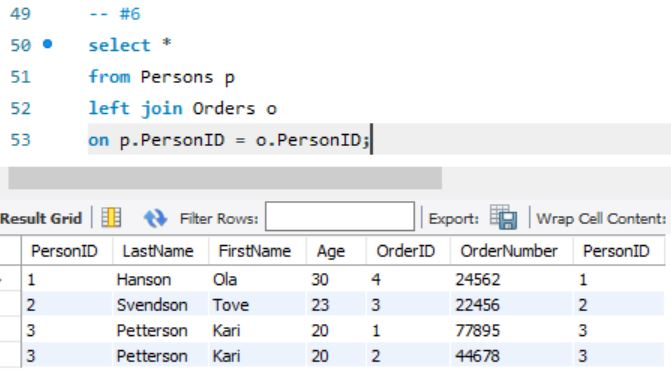 49 -- #6
50 select *
51 from Persons p
52 left join Orders o
53 on p.PersonID = o.PersonID;
Result Grid Filter Rows: Export: Wrap Cell Content:
PersonID LastName FirstName Age OrderID OrderNumber PersonID
1 Hanson Ola 30 4 24562 1
2 Svendson Tove 23 3 22456 2
3 Petterson Kari 20 1 77895 3
3 Petterson Kari 20 2 44678 3